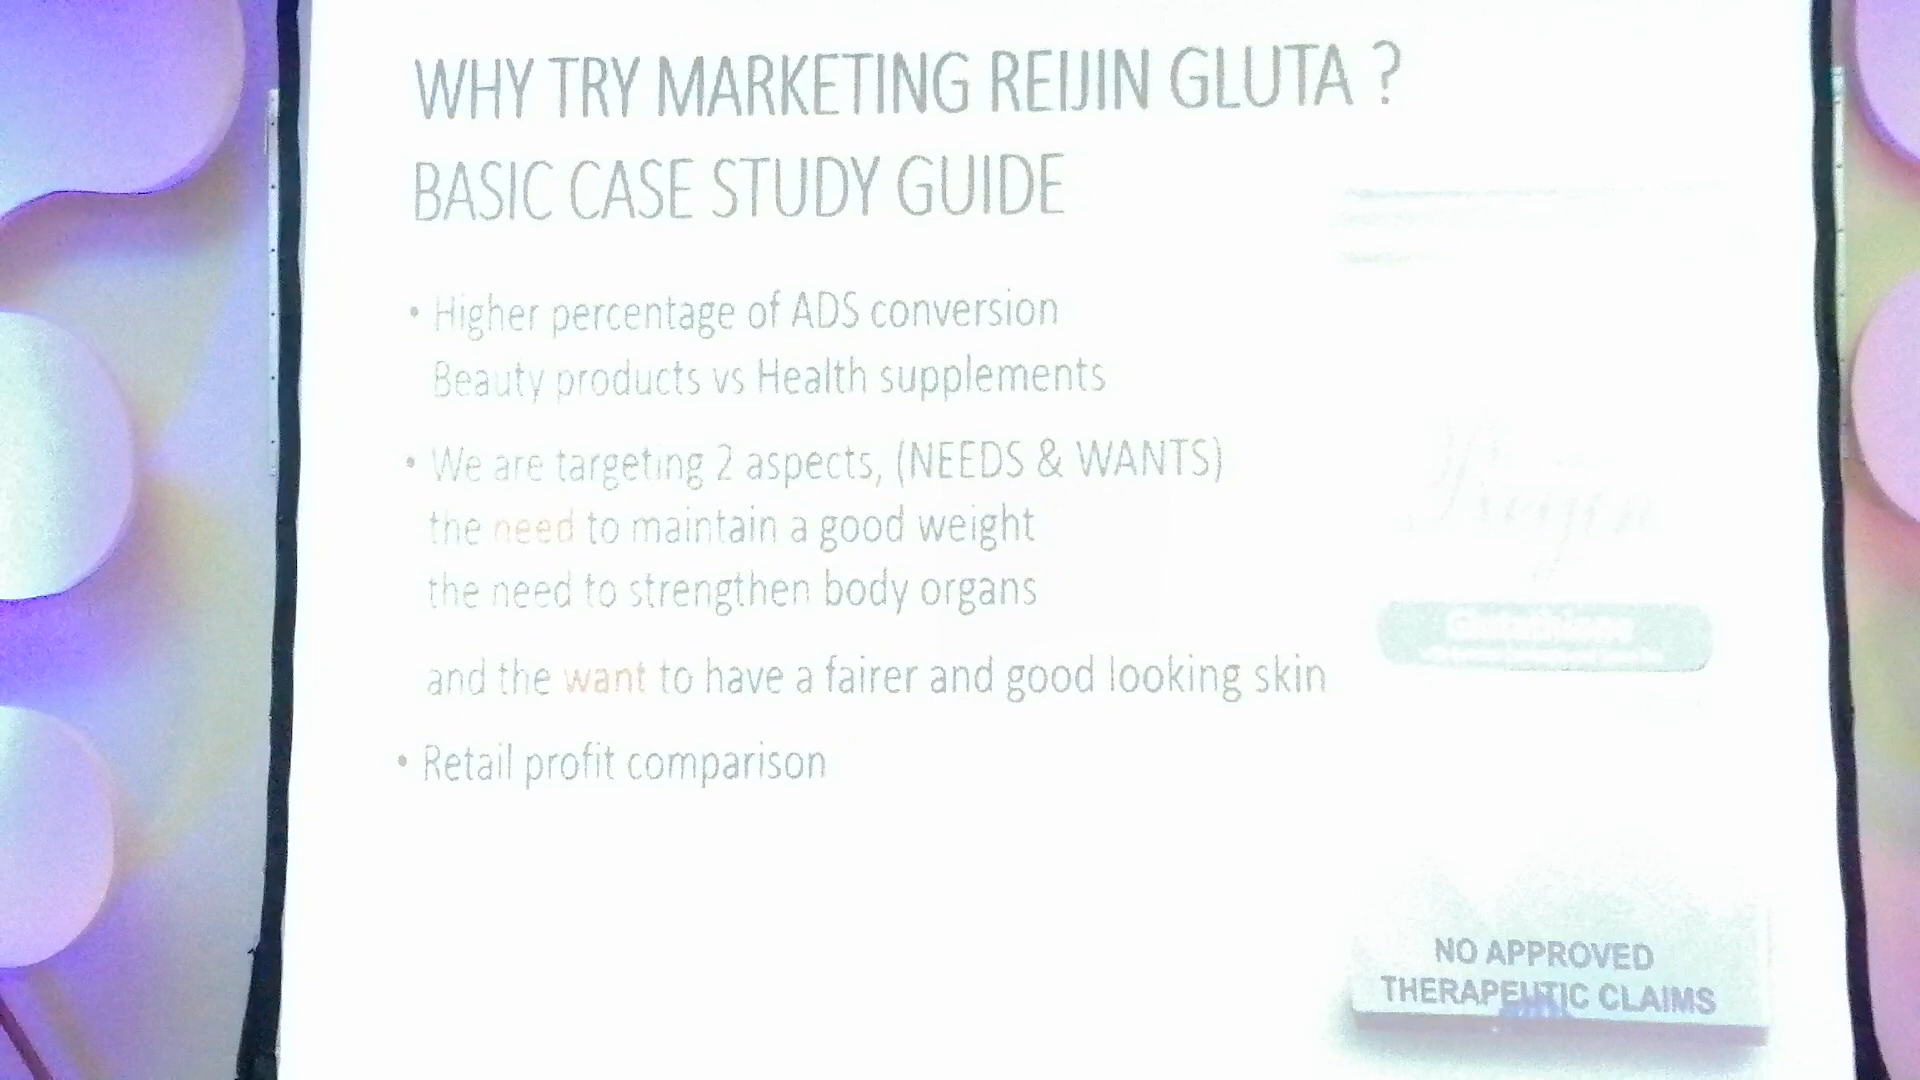 WHY TRY MARKETING REIJIN GLUTA ?
BASIC CASE STUDY GUIDE
• Higher percentage of ADS conversion
Beauty products vs Health supplements
• We are targeting 2 aspects, (NEEDS & WANTS)
the need to maintain a good weight
the need to strengthen body organs
and the want to have a fairer and good looking skin
• Retail profit comparison
Reijin
Glutathione
NO APPROVED
THERAPEUTIC CLAIMS